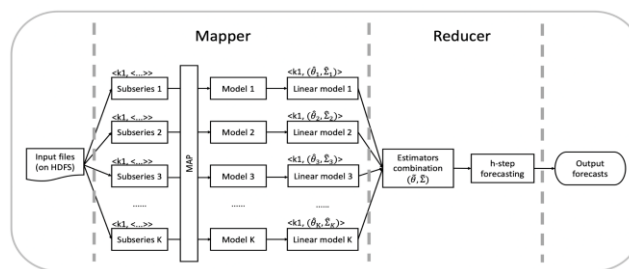 Mapper
Reducer
<k1, <...>>
<k1, (θ̂₁, Σ̂₁)>
Subseries 1
Model 1
Linear model 1
<k1, <...>>
<k1, (θ̂₂, Σ̂₂)>
Subseries 2
Model 2
Linear model 2
Input files
(on HDFS)
<k1, <...>>
<k1, (θ̂₃, Σ̂₃)>
Subseries 3
MAP
Model 3
Linear model 3
Estimators
combination
(θ̃, Σ̃)
h-step
forecasting
Output
forecasts
......
......
......
<k1, <...>>
<k1, (θ̂_K, Σ̂_K)>
Subseries K
Model K
Linear model K